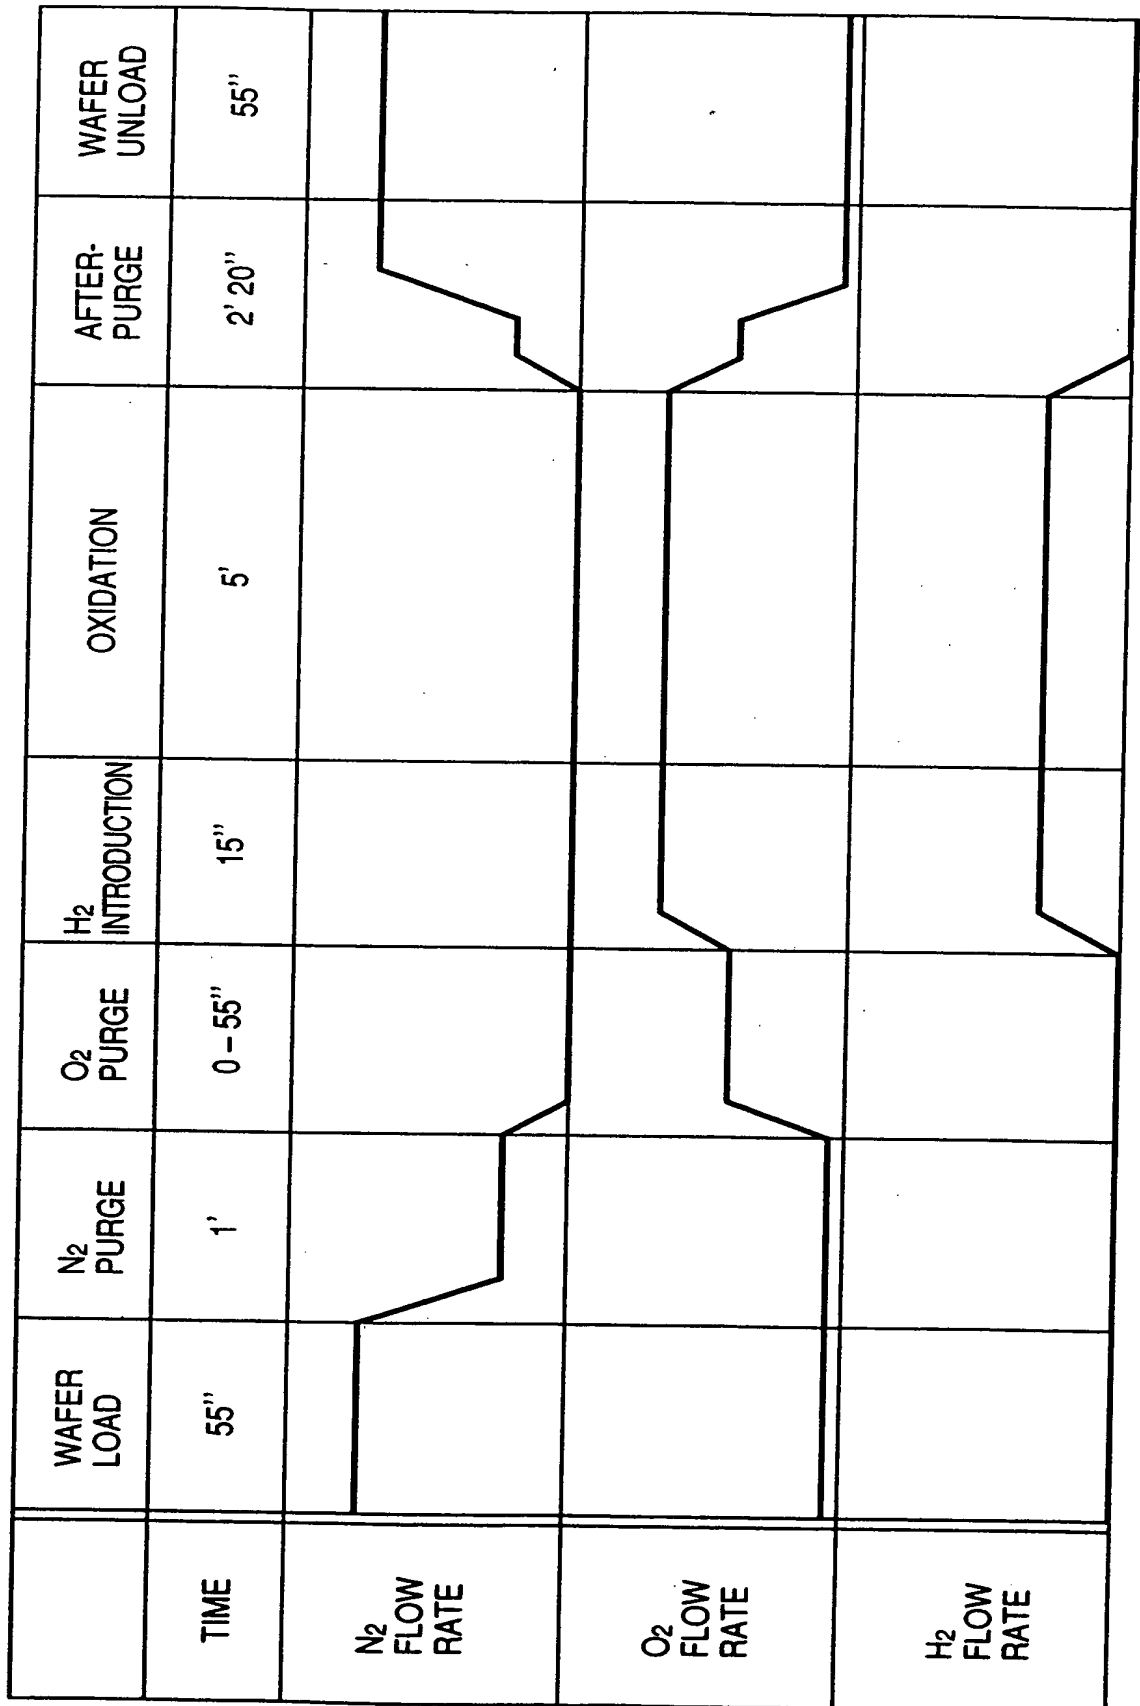 WAFER
LOAD
N2
PURGE
O2
PURGE
H2
INTRODUCTION
OXIDATION
AFTER-
PURGE
WAFER
UNLOAD
TIME
55"
1'
0 – 55"
15"
5'
2' 20"
55"
N2
FLOW
RATE
O2
FLOW
RATE
H2
FLOW
RATE